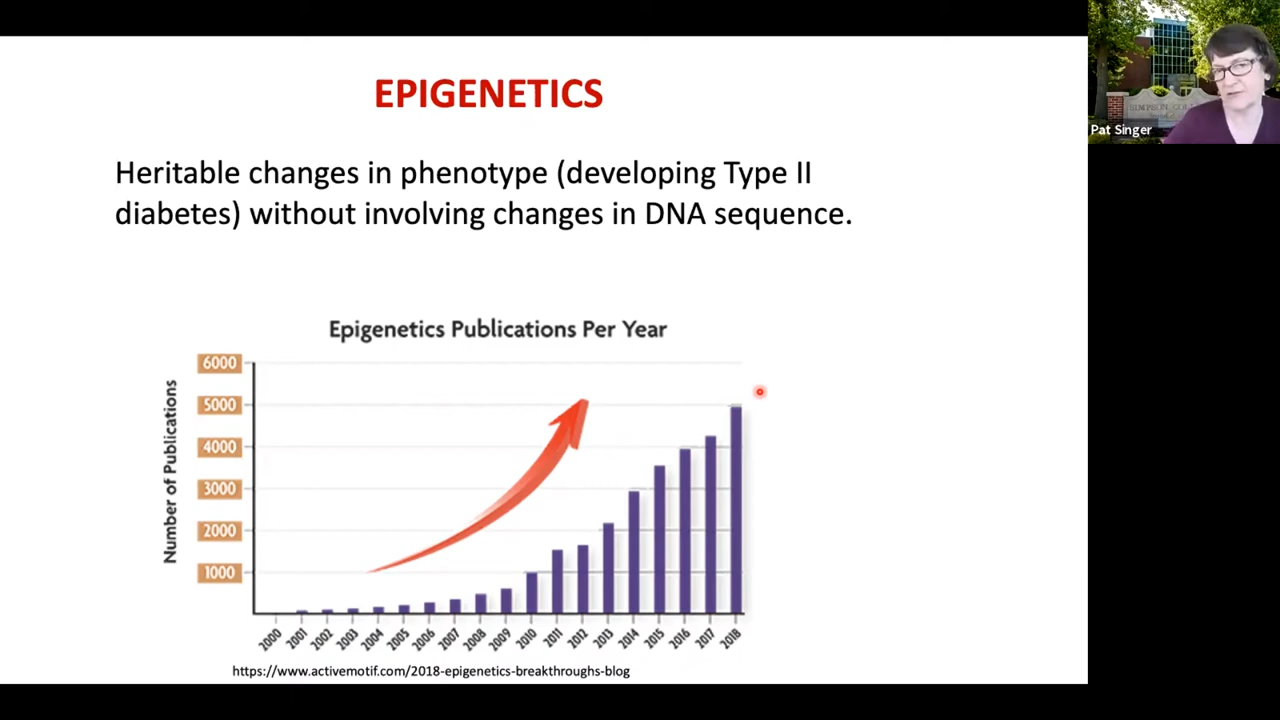 EPIGENETICS
Heritable changes in phenotype (developing Type II
diabetes) without involving changes in DNA sequence.
Epigenetics Publications Per Year
Number of Publications
6000
5000
4000
3000
2000
1000
2000 2001 2002 2003 2004 2005 2006 2007 2008 2009 2010 2011 2012 2013 2014 2015 2016 2017 2018
https://www.activemotif.com/2018-epigenetics-breakthroughs-blog
SIMPSON
Pat Singer